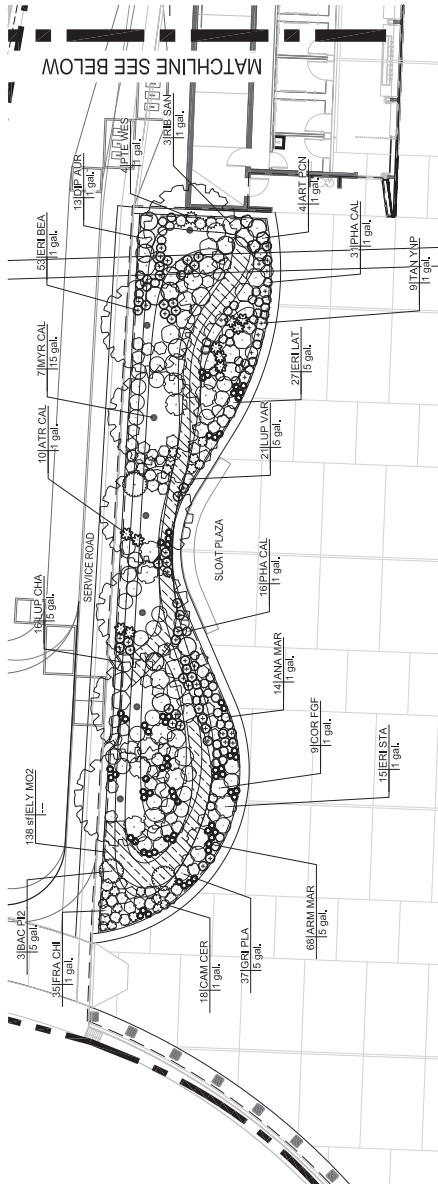 MATCHLINE SEE BELOW
3|BAC PI2
5 gal.
35|FRA CHI
1 gal.
138 sf|ELY MO2
---
16|LUP CHA
5 gal.
SERVICE ROAD
10|ATR CAL
1 gal.
7|MYR CAL
15 gal.
53|ERI BEA
1 gal.
13|DIP AUR
1 gal.
4|PTE WES
1 gal.
3|RIB SAN
1 gal.
18|CAM CER
1 gal.
37|GRI PLA
5 gal.
68|ARM MAR
5 gal.
15|ERI STA
1 gal.
9|COR FGF
1 gal.
14|ANA MAR
1 gal.
16|PHA CAL
1 gal.
SLOAT PLAZA
21|LUP VAR
5 gal.
27|ERI LAT
5 gal.
4|ART PCN
1 gal.
31|PHA CAL
1 gal.
9|TAN YNP
1 gal.